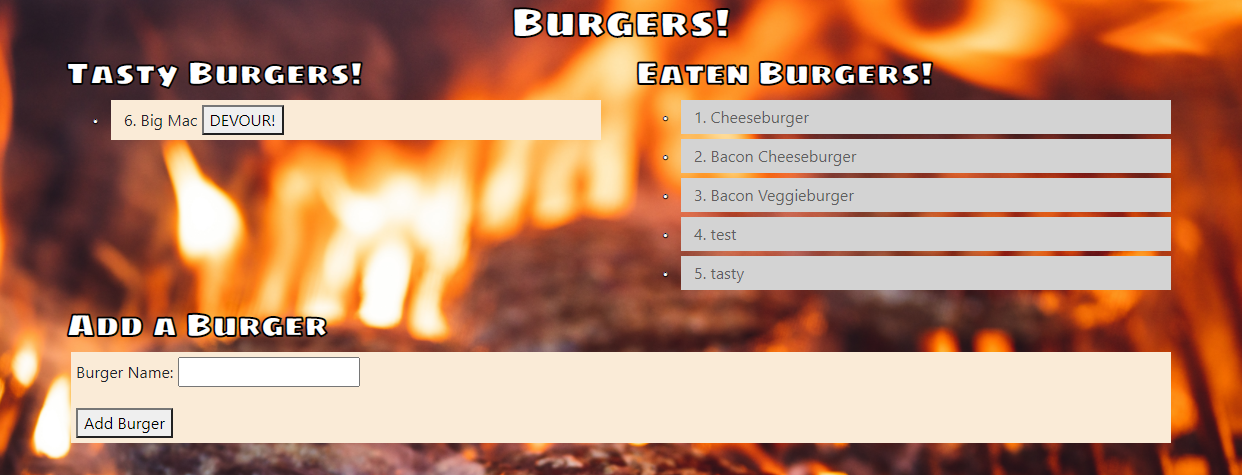 Burgers!
Tasty Burgers!
6. Big Mac DEVOUR!
Eaten Burgers!
1. Cheeseburger
2. Bacon Cheeseburger
3. Bacon Veggieburger
4. test
5. tasty
Add a Burger
Burger Name:
Add Burger